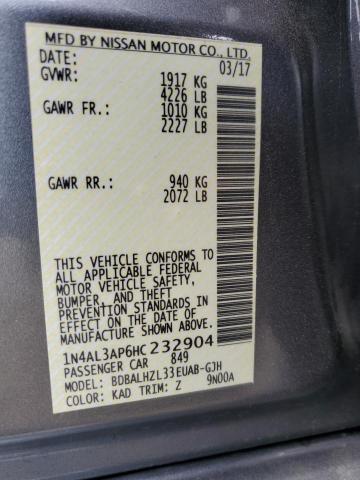 MFD BY NISSAN MOTOR CO., LTD.
DATE: 03/17
GVWR: 1917 KG
4226 LB
GAWR FR.: 1010 KG
2227 LB
GAWR RR.: 940 KG
2072 LB
THIS VEHICLE CONFORMS TO
ALL APPLICABLE FEDERAL
MOTOR VEHICLE SAFETY,
BUMPER, AND THEFT
PREVENTION STANDARDS IN
EFFECT ON THE DATE OF
MANUFACTURE SHOWN ABOVE.
1N4AL3AP6HC232904
PASSENGER CAR 849
MODEL: BDBALHZL33EUAB-GJH
COLOR: KAD TRIM: Z 9N00A